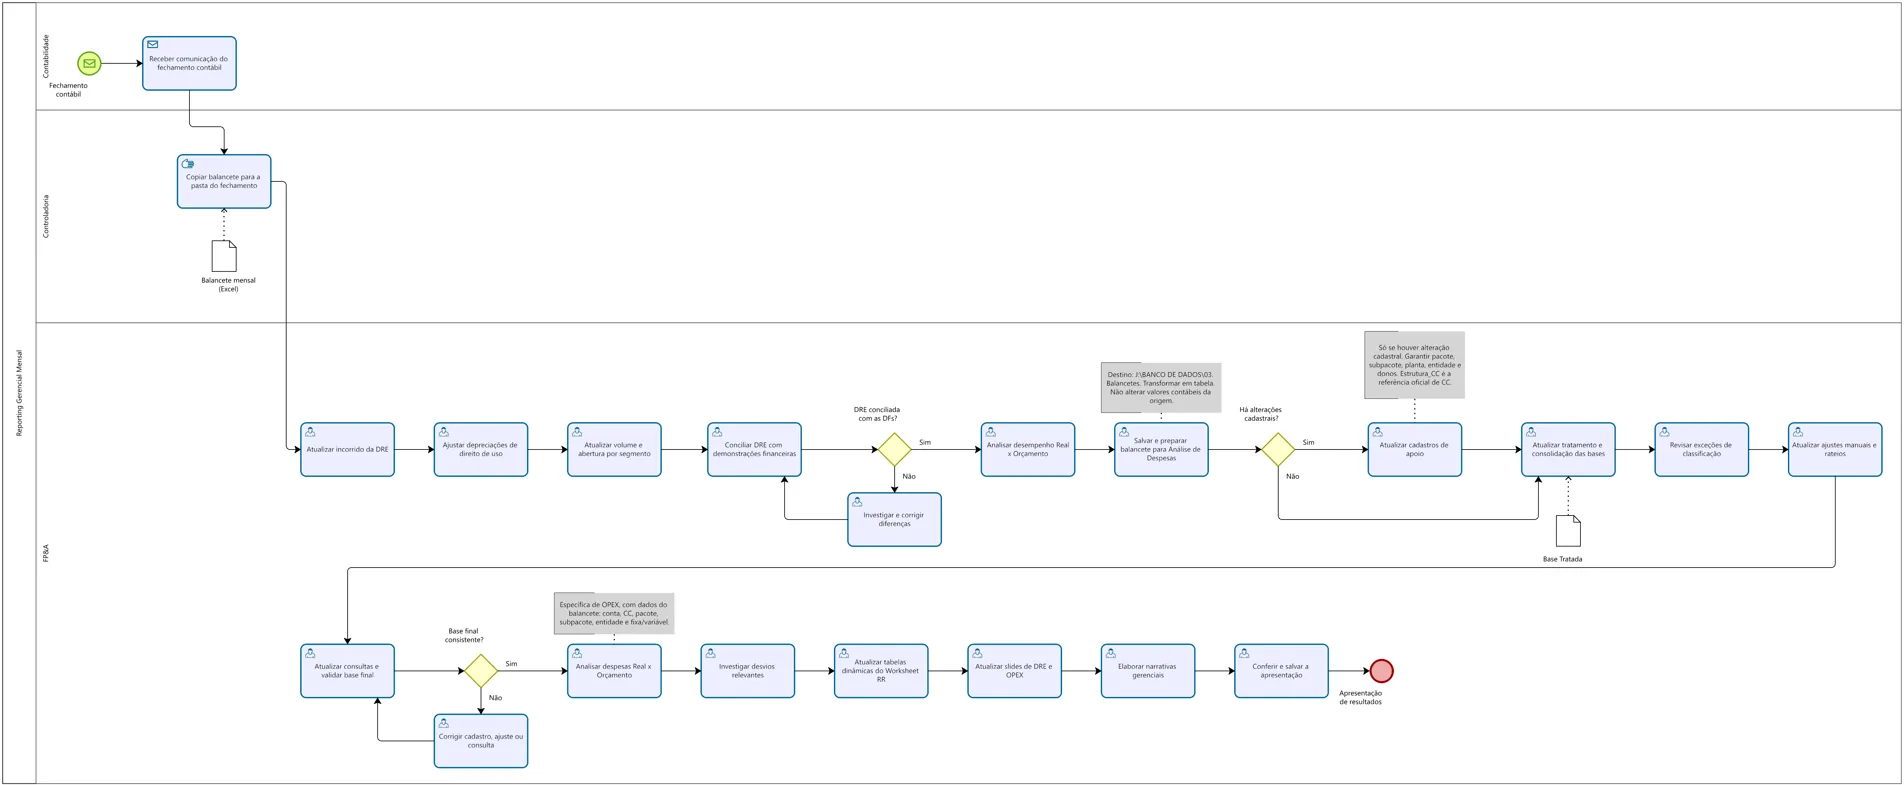 Reporting Gerencial Mensal
Contabilidade
Fechamento
contábil
Receber comunicação do
fechamento contábil
Controladoria
Copiar balancete para a
pasta do fechamento
Balancete mensal
(Excel)
FP&A
Atualizar incorrido da DRE
Ajustar depreciações de
direito de uso
Atualizar volume e
abertura por segmento
Conciliar DRE com
demonstrações financeiras
DRE conciliada
com as DFs?
Sim
Não
Investigar e corrigir
diferenças
Analisar desempenho Real
x Orçamento
Destino: J:\BANCO DE DADOS\03.
Balancetes. Transformar em tabela.
Não alterar valores contábeis da
origem.
Salvar e preparar
balancete para Análise de
Despesas
Há alterações
cadastrais?
Sim
Não
Só se houver alteração
cadastral. Garantir pacote,
subpacote, planta, entidade e
donos. Estrutura_CC é a
referência oficial de CC.
Atualizar cadastros de
apoio
Atualizar tratamento e
consolidação das bases
Base Tratada
Revisar exceções de
classificação
Atualizar ajustes manuais e
rateios
Atualizar consultas e
validar base final
Base final
consistente?
Sim
Não
Corrigir cadastro, ajuste ou
consulta
Específica de OPEX, com dados do
balancete: conta, CC, pacote,
subpacote, entidade e fixa/variável.
Analisar despesas Real x
Orçamento
Investigar desvios
relevantes
Atualizar tabelas
dinâmicas do Worksheet
RR
Atualizar slides de DRE e
OPEX
Elaborar narrativas
gerenciais
Conferir e salvar a
apresentação
Apresentação
de resultados